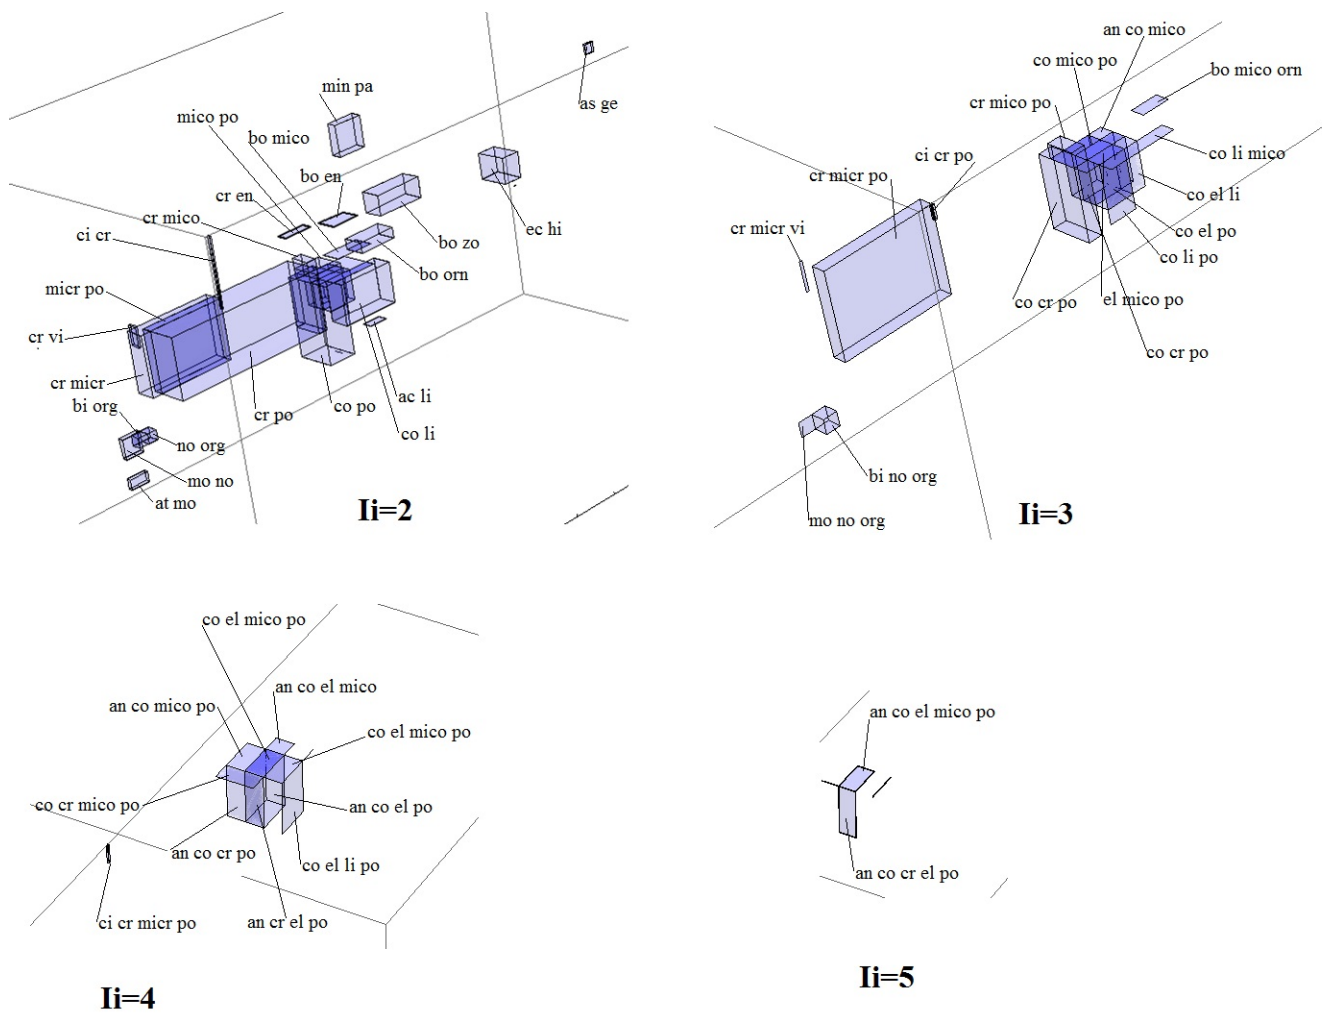 min pa
as ge
mico po
bo mico
bo en
cr en
cr mico
ec hi
ci cr
bo zo
bo orn
micr po
cr vi
cr micr
ac li
bi org
cr po
co po
co li
no org
mo no
at mo
Ii=2
an co mico
co mico po
bo mico orn
cr mico po
ci cr po
co li mico
cr micr po
co el li
cr micr vi
co el po
co li po
co cr po
el mico po
co cr po
bi no org
mo no org
Ii=3
co el mico po
an co el mico
an co mico po
co el mico po
co cr mico po
an co el po
an co cr po
co el li po
ci cr micr po
an cr el po
Ii=4
an co el mico po
an co cr el po
Ii=5